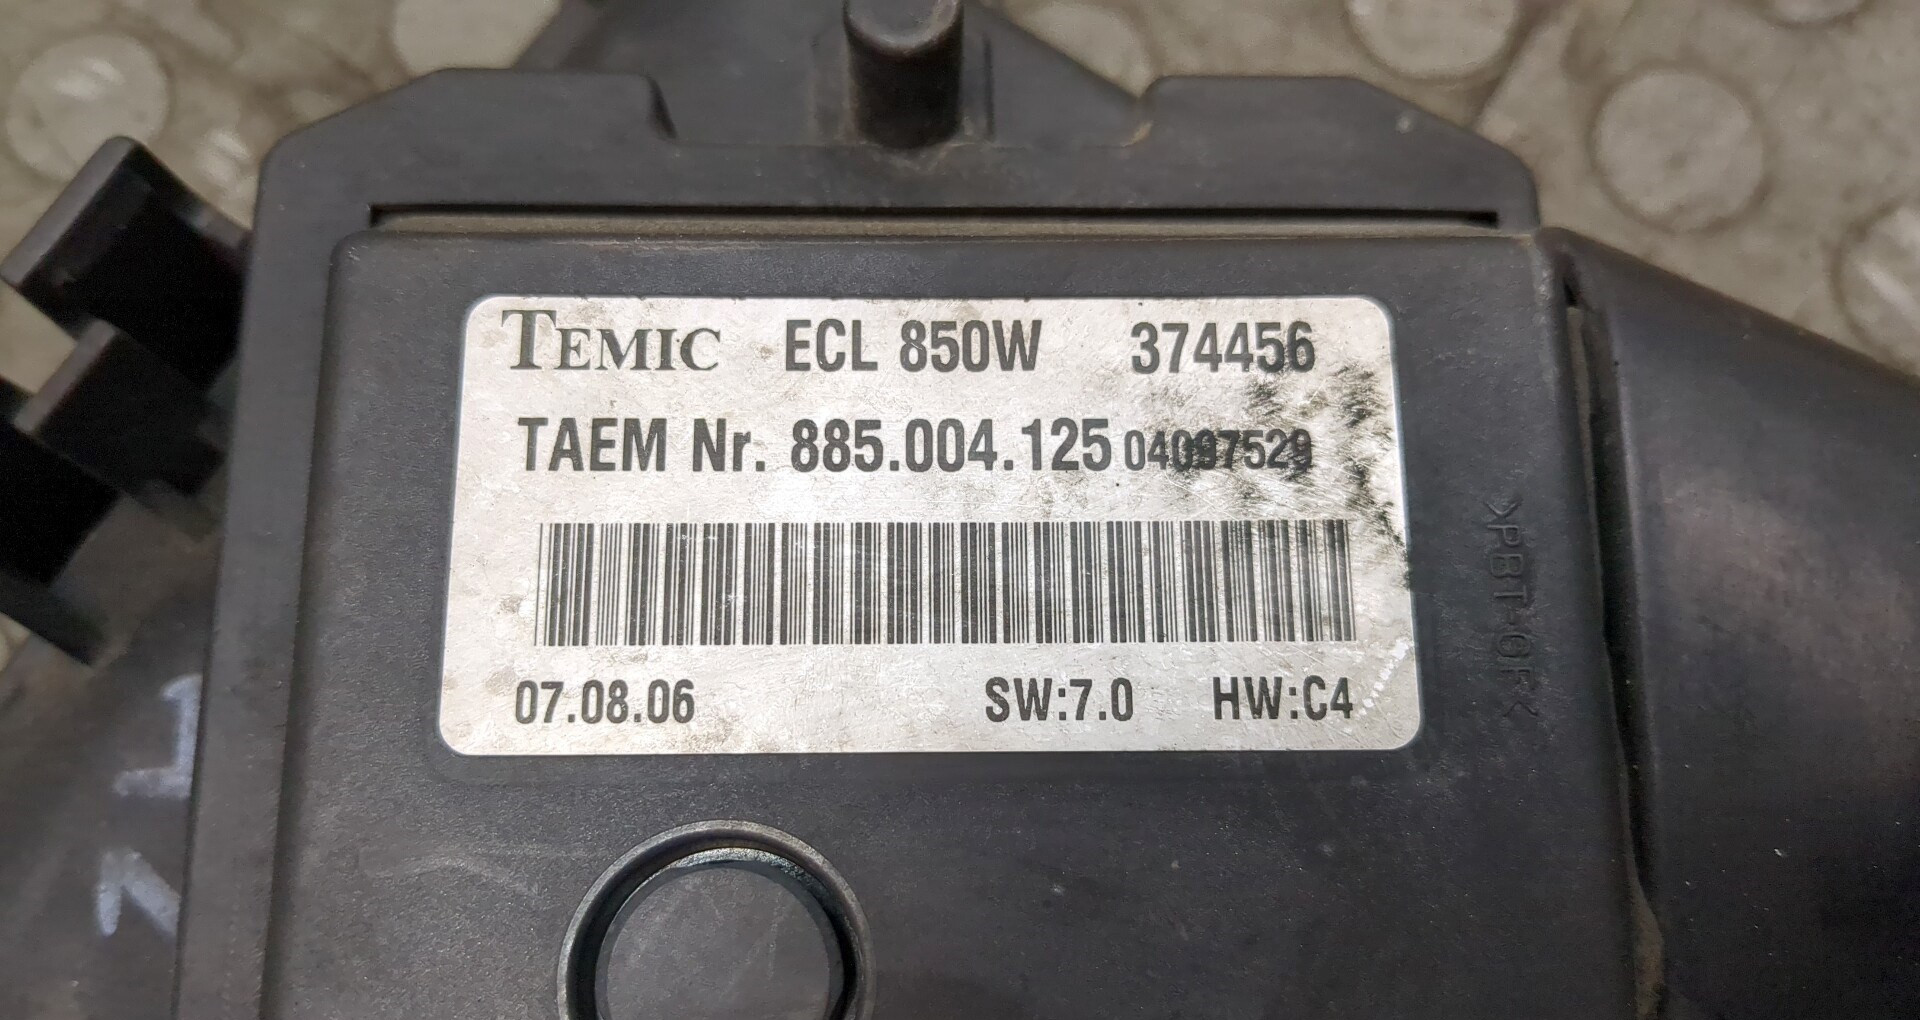 TEMIC ECL 850W 374456
TAEM Nr. 885.004.125 04097529
07.08.06 SW:7.0 HW:C4
>PBT-GF<